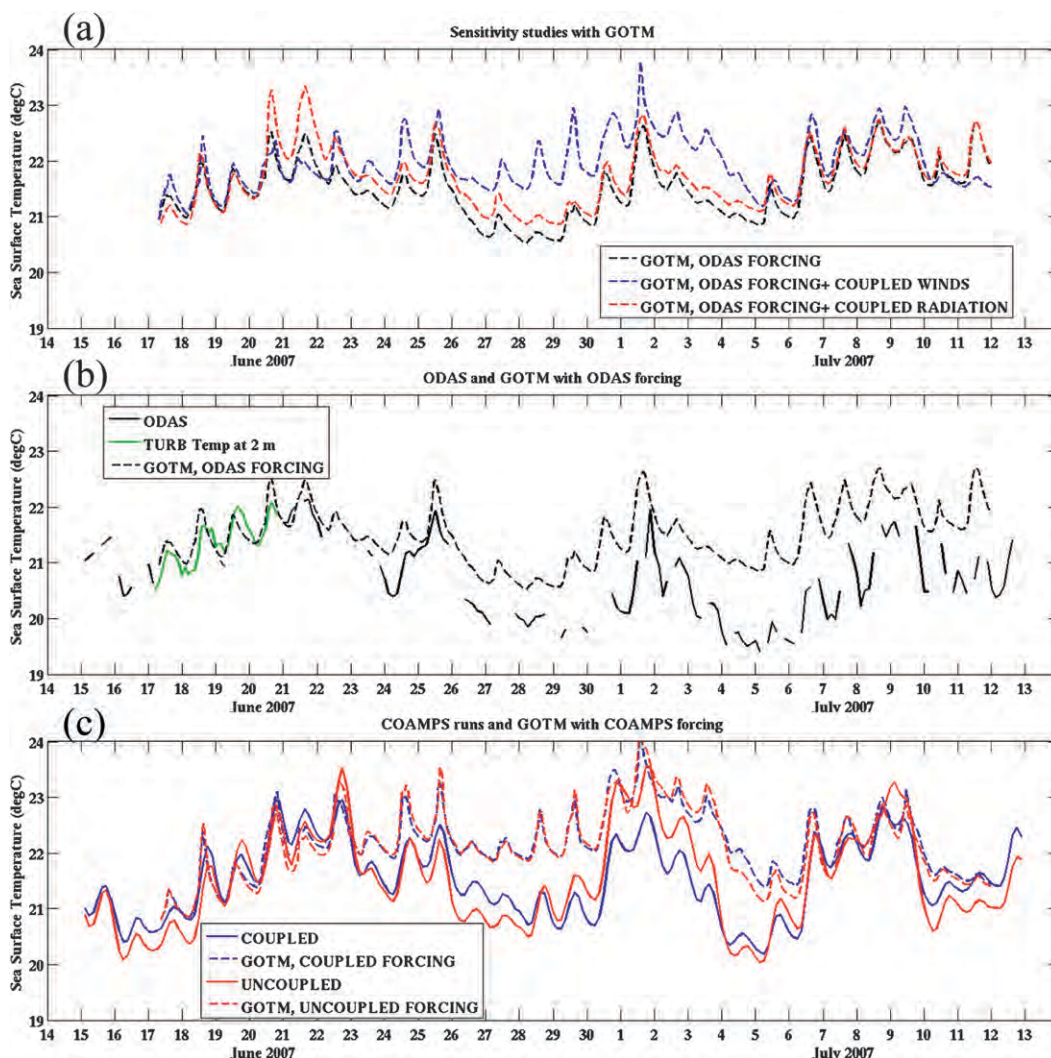 (a)
Sensitivity studies with GOTM
Sea Surface Temperature (degC)
24
23
22
21
20
19
GOTM, ODAS FORCING
GOTM, ODAS FORCING+ COUPLED WINDS
GOTM, ODAS FORCING+ COUPLED RADIATION
14 15 16 17 18 19 20 21 22 23 24 25 26 27 28 29 30 1 2 3 4 5 6 7 8 9 10 11 12 13
June 2007 July 2007
(b)
ODAS and GOTM with ODAS forcing
Sea Surface Temperature (degC)
24
23
22
21
20
19
ODAS
TURB Temp at 2 m
GOTM, ODAS FORCING
14 15 16 17 18 19 20 21 22 23 24 25 26 27 28 29 30 1 2 3 4 5 6 7 8 9 10 11 12 13
June 2007 July 2007
(c)
COAMPS runs and GOTM with COAMPS forcing
Sea Surface Temperature (degC)
24
23
22
21
20
19
COUPLED
GOTM, COUPLED FORCING
UNCOUPLED
GOTM, UNCOUPLED FORCING
14 15 16 17 18 19 20 21 22 23 24 25 26 27 28 29 30 1 2 3 4 5 6 7 8 9 10 11 12 13
June 2007 July 2007